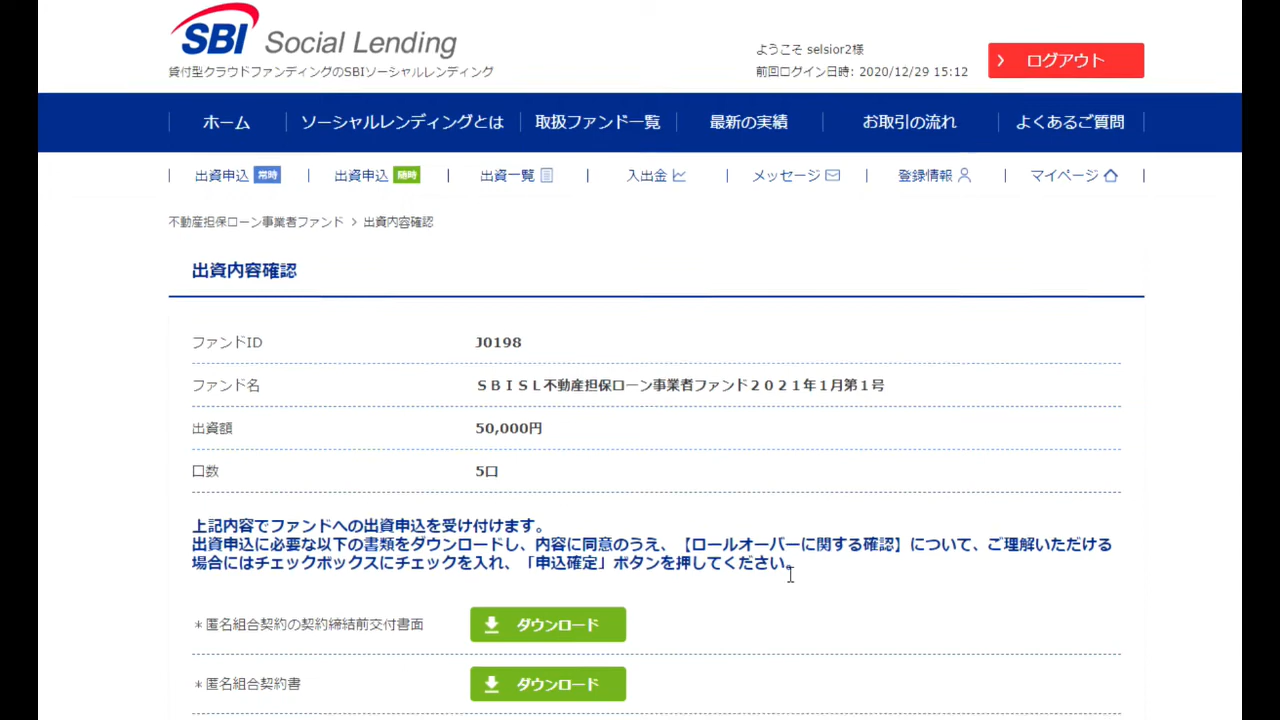 SBI Social Lending
貸付型クラウドファンディングのSBIソーシャルレンディング
ようこそ selsior2様
前回ログイン日時: 2020/12/29 15:12
ログアウト
ホーム ソーシャルレンディングとは 取扱ファンド一覧 最新の実績 お取引の流れ よくあるご質問
出資申込 常時 出資申込 随時 出資一覧 入出金 メッセージ 登録情報 マイページ
不動産担保ローン事業者ファンド > 出資内容確認
出資内容確認
ファンドID J0198
ファンド名 ＳＢＩＳＬ不動産担保ローン事業者ファンド２０２１年１月第１号
出資額 50,000円
口数 5口
上記内容でファンドへの出資申込を受け付けます。
出資申込に必要な以下の書類をダウンロードし、内容に同意のうえ、【ロールオーバーに関する確認】について、ご理解いただける
場合にはチェックボックスにチェックを入れ、「申込確定」ボタンを押してください。
＊匿名組合契約の契約締結前交付書面 ダウンロード
＊匿名組合契約書 ダウンロード